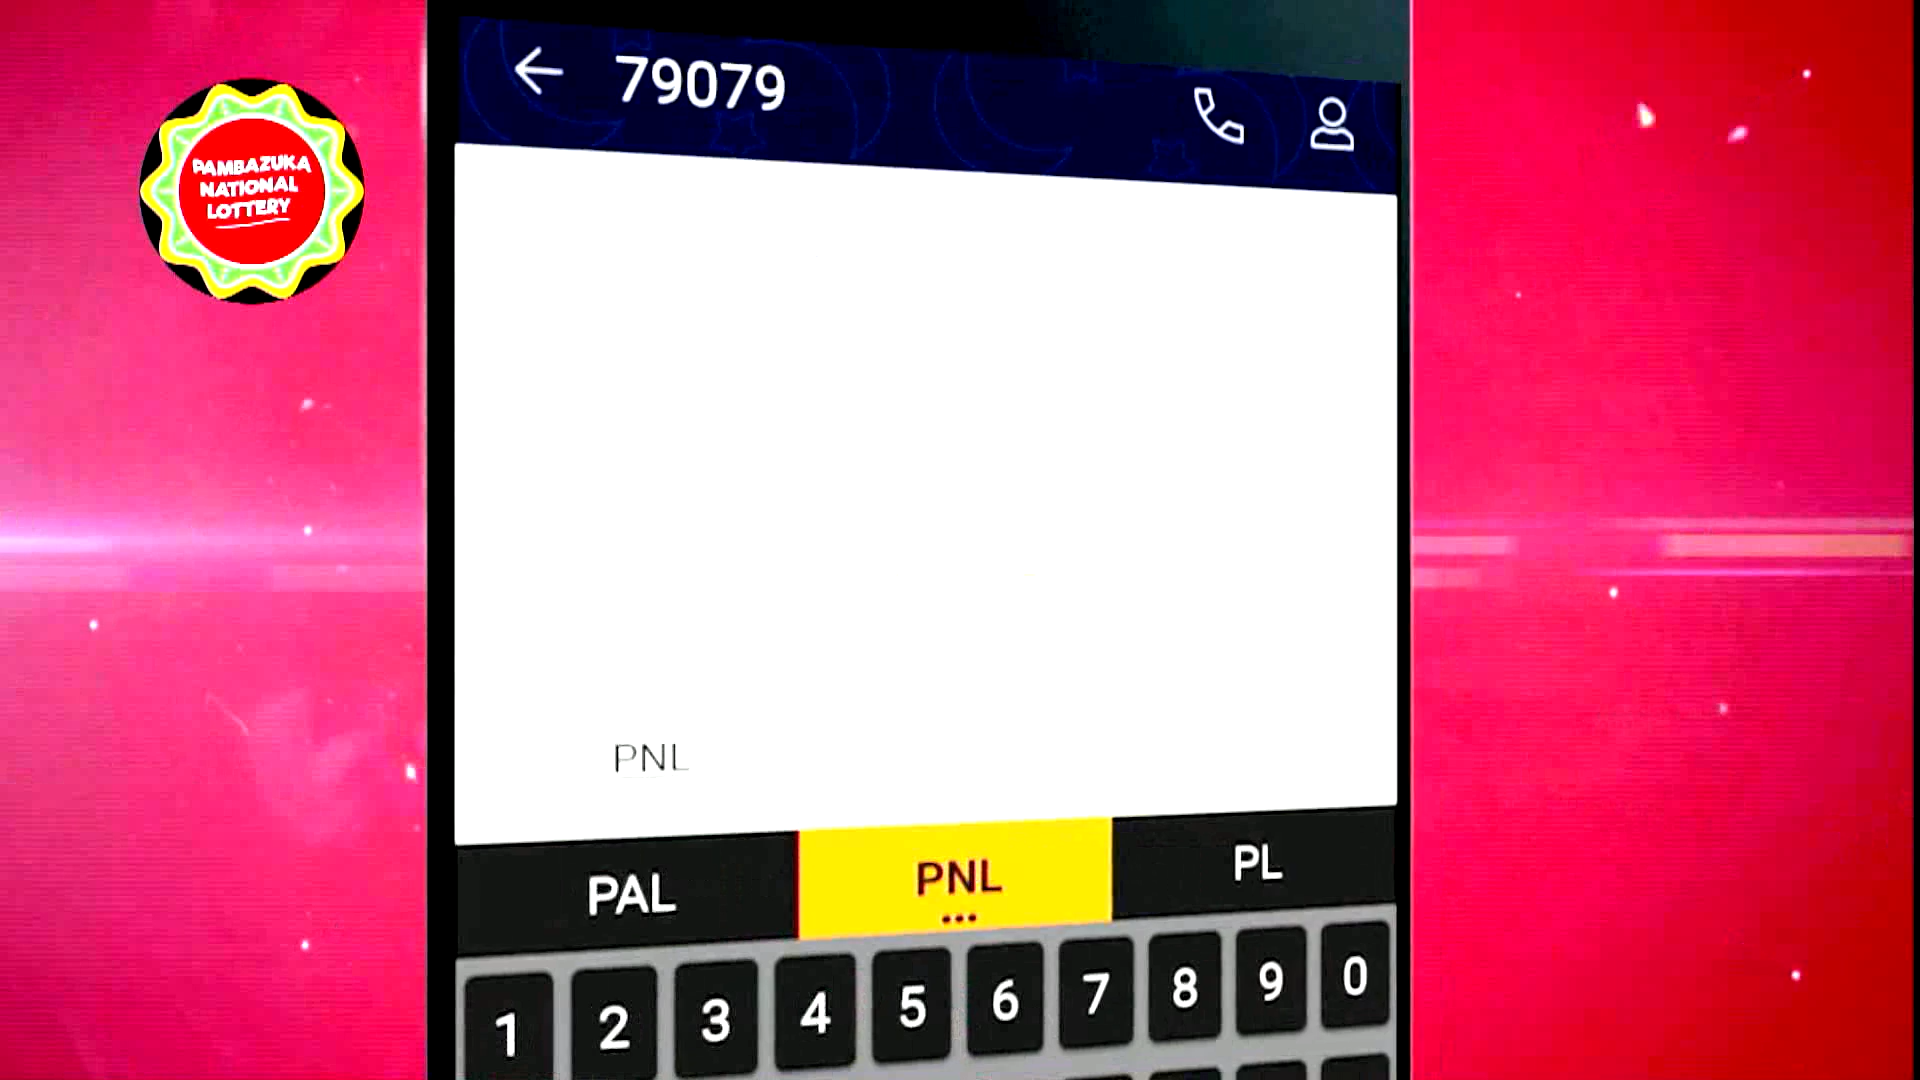 79079
PAMBAZUKA
NATIONAL
LOTTERY
PNL
PAL PNL PL
1 2 3 4 5 6 7 8 9 0